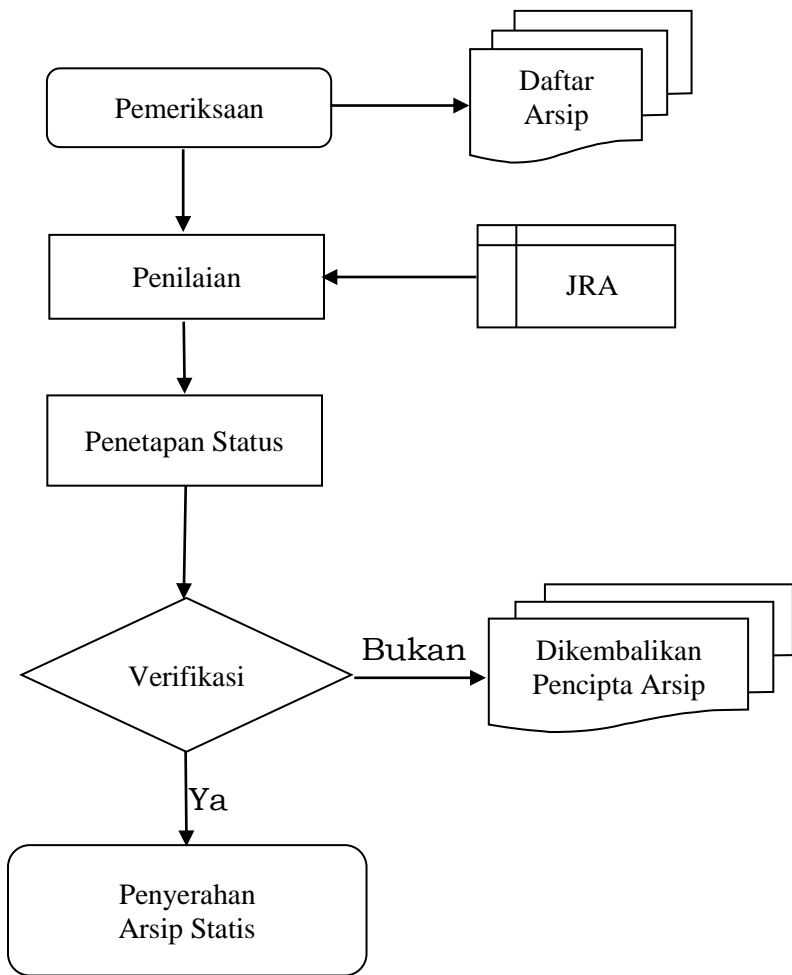 Pemeriksaan
Daftar
Arsip
Penilaian
JRA
Penetapan Status
Verifikasi
Bukan
Dikembalikan
Pencipta Arsip
Ya
Penyerahan
Arsip Statis